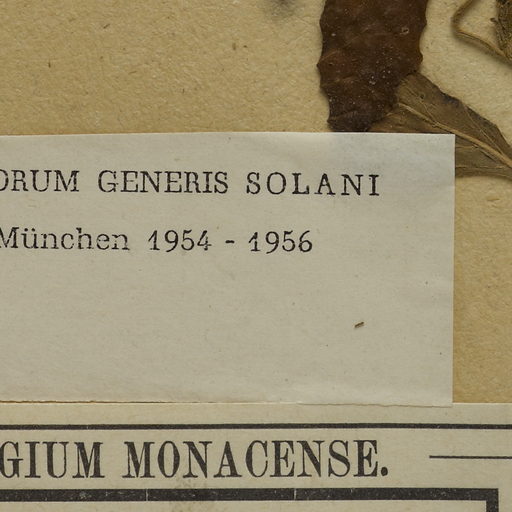 ORUM GENERIS SOLANI
München 1954 - 1956
GIUM MONACENSE.